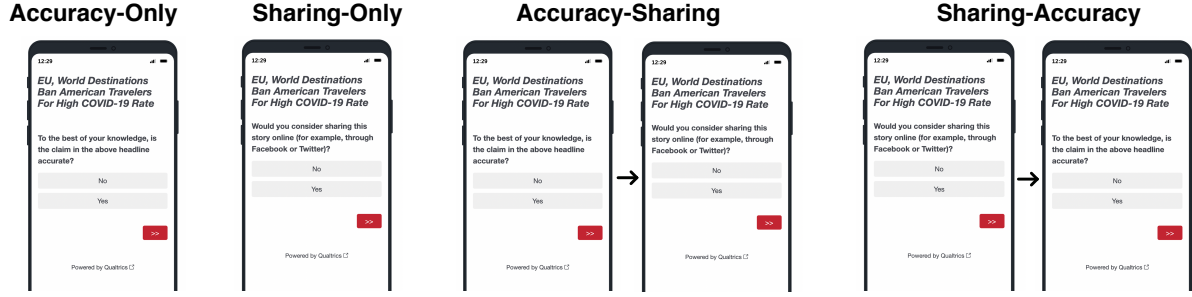 Accuracy-Only
Sharing-Only
Accuracy-Sharing
Sharing-Accuracy
12:29
EU, World Destinations
Ban American Travelers
For High COVID-19 Rate
To the best of your knowledge, is
the claim in the above headline
accurate?
No
Yes
>>
Powered by Qualtrics
12:29
EU, World Destinations
Ban American Travelers
For High COVID-19 Rate
Would you consider sharing this
story online (for example, through
Facebook or Twitter)?
No
Yes
>>
Powered by Qualtrics
12:29
EU, World Destinations
Ban American Travelers
For High COVID-19 Rate
To the best of your knowledge, is
the claim in the above headline
accurate?
No
Yes
>>
Powered by Qualtrics
12:29
EU, World Destinations
Ban American Travelers
For High COVID-19 Rate
Would you consider sharing this
story online (for example, through
Facebook or Twitter)?
No
Yes
>>
Powered by Qualtrics
12:29
EU, World Destinations
Ban American Travelers
For High COVID-19 Rate
Would you consider sharing this
story online (for example, through
Facebook or Twitter)?
No
Yes
>>
Powered by Qualtrics
12:29
EU, World Destinations
Ban American Travelers
For High COVID-19 Rate
To the best of your knowledge, is
the claim in the above headline
accurate?
No
Yes
>>
Powered by Qualtrics